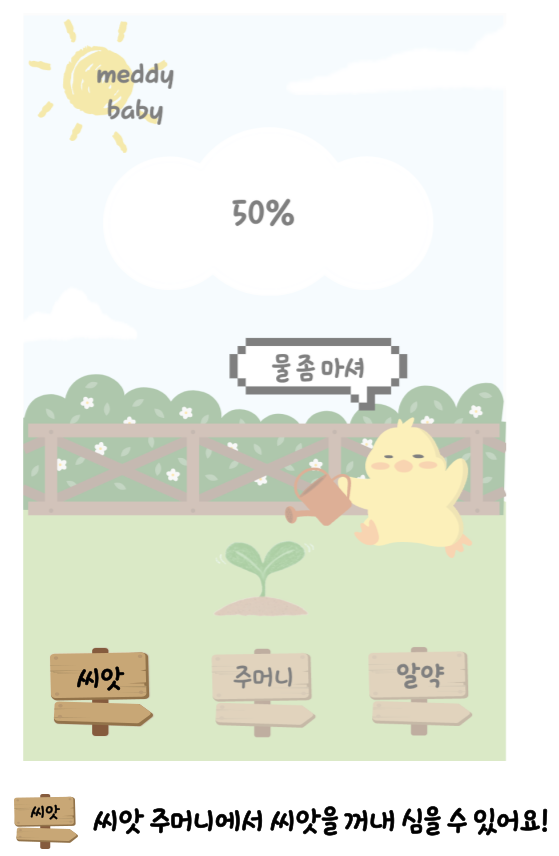 meddy
baby
50%
물 좀 마셔
씨앗
주머니
알약
씨앗
씨앗 주머니에서 씨앗을 꺼내 심을 수 있어요!